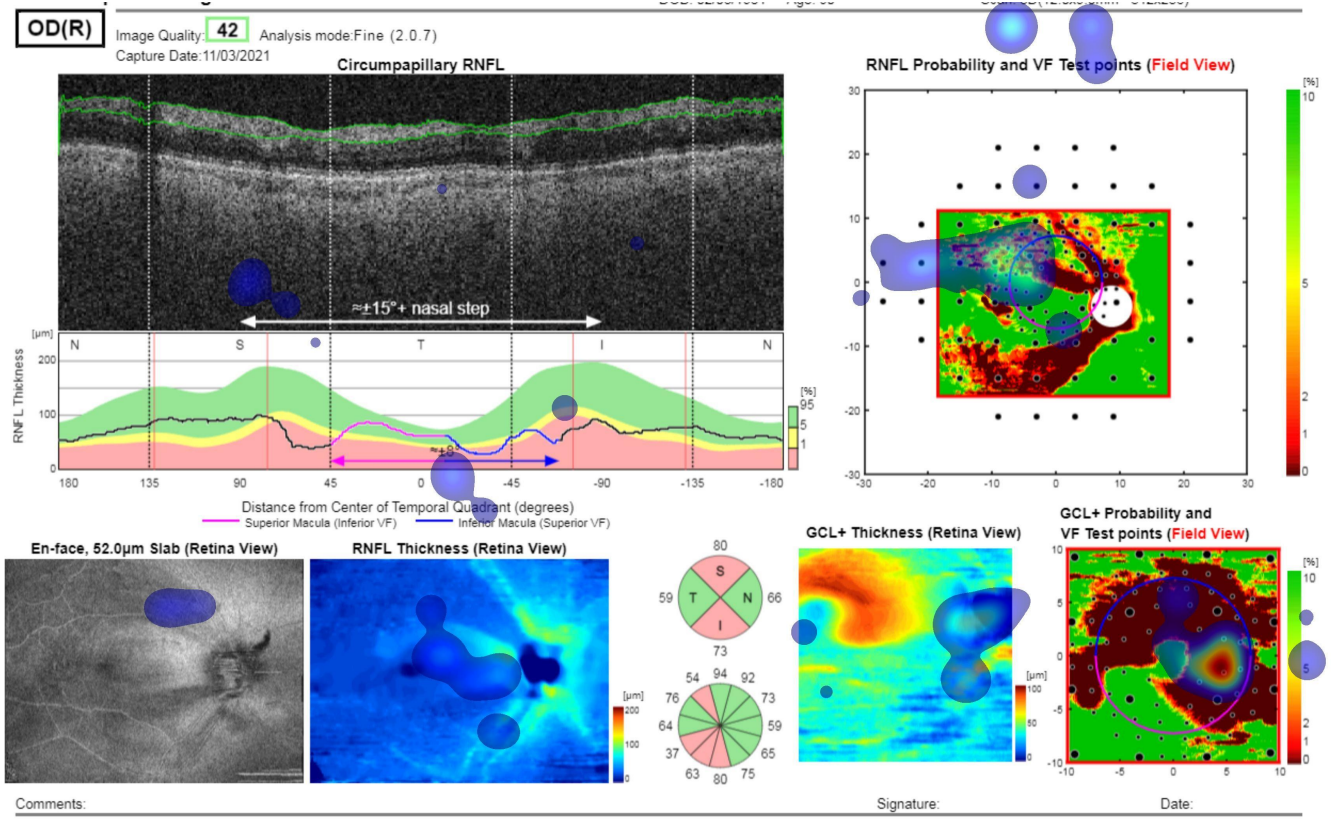 OD(R)
Image Quality: 42 Analysis mode:Fine (2.0.7)
Capture Date:11/03/2021
Circumpapillary RNFL
≈±15°+ nasal step
[µm]
RNFL Thickness
200
100
0
N S T I N
180 135 90 45 0 -45 -90 -135 -180
[%]
95
5
1
≈±8°
Distance from Center of Temporal Quadrant (degrees)
Superior Macula (Inferior VF) Inferior Macula (Superior VF)
RNFL Probability and VF Test points (Field View)
30
20
10
0
-10
-20
-30
-30 -20 -10 0 10 20 30
[%]
10
5
2
1
0
En-face, 52.0µm Slab (Retina View)
RNFL Thickness (Retina View)
[µm]
200
100
0
80
S
59 T N 66
I
73
54 94 92
76 73
64 59
37 65
63 80 75
GCL+ Thickness (Retina View)
[µm]
100
50
0
GCL+ Probability and
VF Test points (Field View)
10
5
0
-5
-10
-10 -5 0 5 10
[%]
10
5
2
1
0
Comments: Signature: Date: